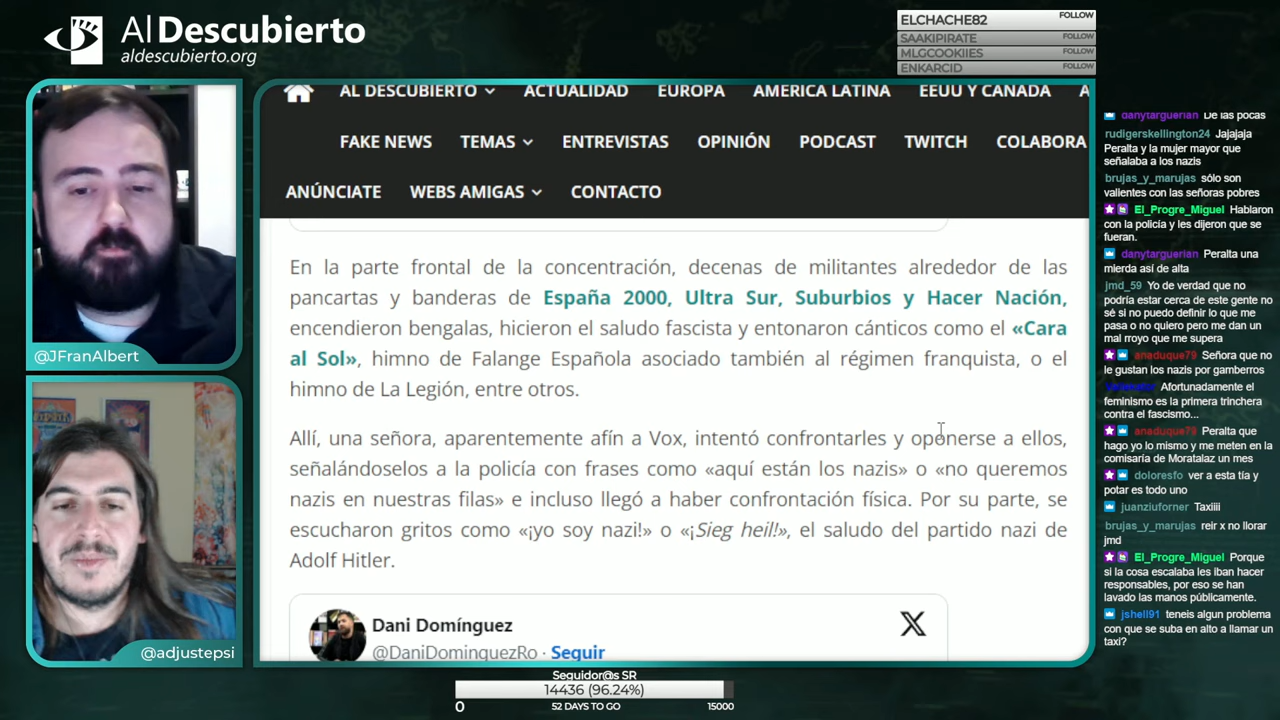 Al Descubierto
aldescubierto.org
ELCHACHE82 FOLLOW
SAAKIPIRATE FOLLOW
MLGCOOKIIES FOLLOW
ENKARCID FOLLOW
@JFranAlbert
@adjustepsi
AL DESCUBIERTO ACTUALIDAD EUROPA AMÉRICA LATINA EEUU Y CANADÁ A
FAKE NEWS TEMAS ENTREVISTAS OPINIÓN PODCAST TWITCH COLABORA
ANÚNCIATE WEBS AMIGAS CONTACTO
En la parte frontal de la concentración, decenas de militantes alrededor de las
pancartas y banderas de España 2000, Ultra Sur, Suburbios y Hacer Nación,
encendieron bengalas, hicieron el saludo fascista y entonaron cánticos como el «Cara
al Sol», himno de Falange Española asociado también al régimen franquista, o el
himno de La Legión, entre otros.
Allí, una señora, aparentemente afín a Vox, intentó confrontarles y oponerse a ellos,
señalándoselos a la policía con frases como «aquí están los nazis» o «no queremos
nazis en nuestras filas» e incluso llegó a haber confrontación física. Por su parte, se
escucharon gritos como «¡yo soy nazi!» o «¡Sieg heil!», el saludo del partido nazi de
Adolf Hitler.
Dani Domínguez
@DaniDominguezRo · Seguir
danytarguerian De las pocas
rudigerskellington24 Jajajaja
Peralta y la mujer mayor que
señalaba a los nazis
brujas_y_marujas sólo son
valientes con las señoras pobres
El_Progre_Miguel Hablaron
con la policía y les dijeron que se
fueran.
danytarguerian Peralta una
mierda así de alta
jmd_59 Yo de verdad que no
podría estar cerca de este gente no
sé si no puedo definir lo que me
pasa o no quiero pero me dan un
mal rroyo que me supera
anaduque79 Señora que no
le gustan los nazis por gamberros
Afortunadamente el
feminismo es la primera trinchera
contra el fascismo...
anaduque79 Peralta que
hago yo lo mismo y me meten en la
comisaría de Moratalaz un mes
doloresfo ver a esta tía y
potar es todo uno
juanziuforner Taxiiii
brujas_y_marujas reir x no llorar
jmd
El_Progre_Miguel Porque
si la cosa escalaba les iban hacer
responsables, por eso se han
lavado las manos públicamente.
jshell91 teneis algun problema
con que se suba en alto a llamar un
taxi?
Seguidor@s SR
14436 (96.24%)
0 52 DAYS TO GO 15000